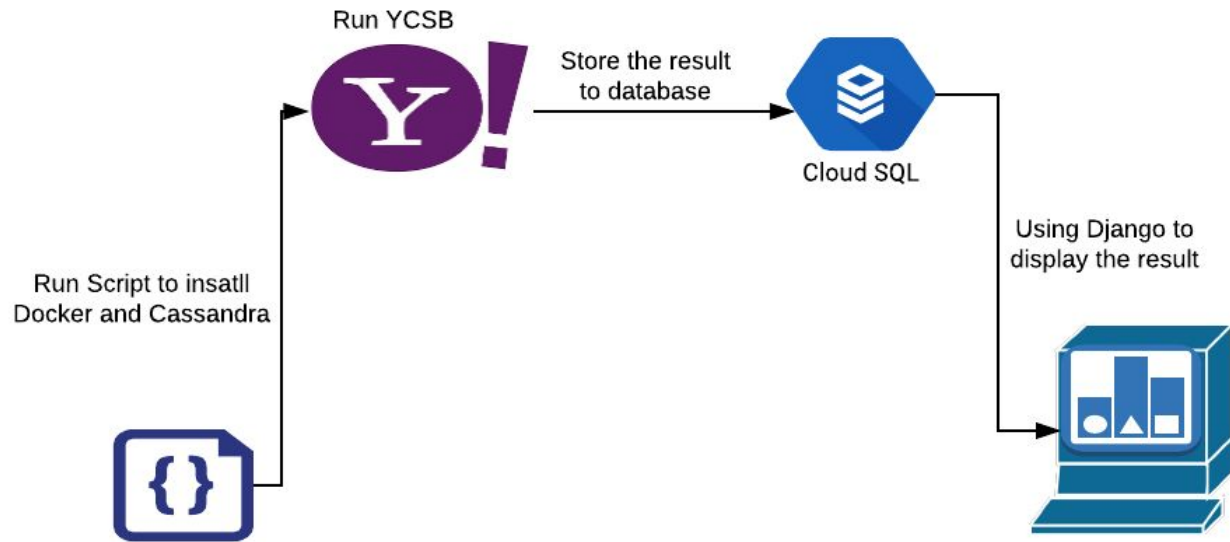 Run YCSB
Y!
Store the result
to database
Cloud SQL
Using Django to
display the result
Run Script to insatll
Docker and Cassandra
{}